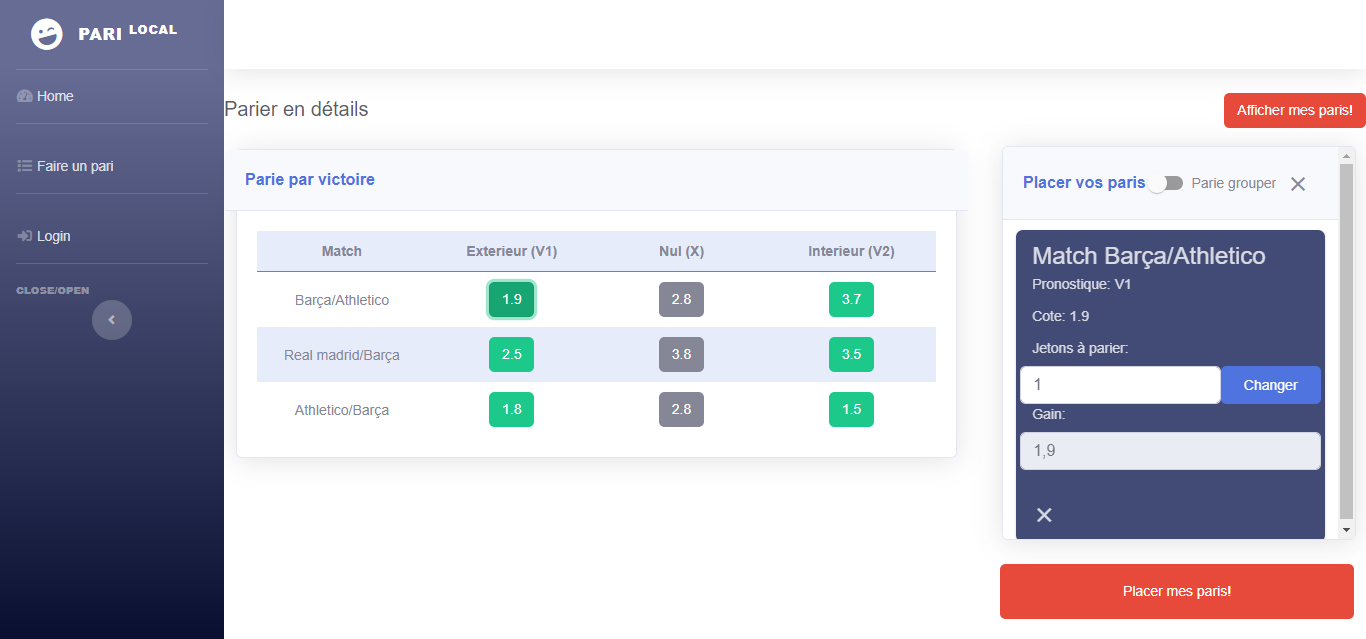 PARI LOCAL
Home
Faire un pari
Login
CLOSE/OPEN
Parier en détails
Afficher mes paris!
Parie par victoire
Match Exterieur (V1) Nul (X) Interieur (V2)
Barça/Athletico 1.9 2.8 3.7
Real madrid/Barça 2.5 3.8 3.5
Athletico/Barça 1.8 2.8 1.5
Placer vos paris Parie grouper
Match Barça/Athletico
Pronostique: V1
Cote: 1.9
Jetons à parier:
1 Changer
Gain:
1,9
Placer mes paris!